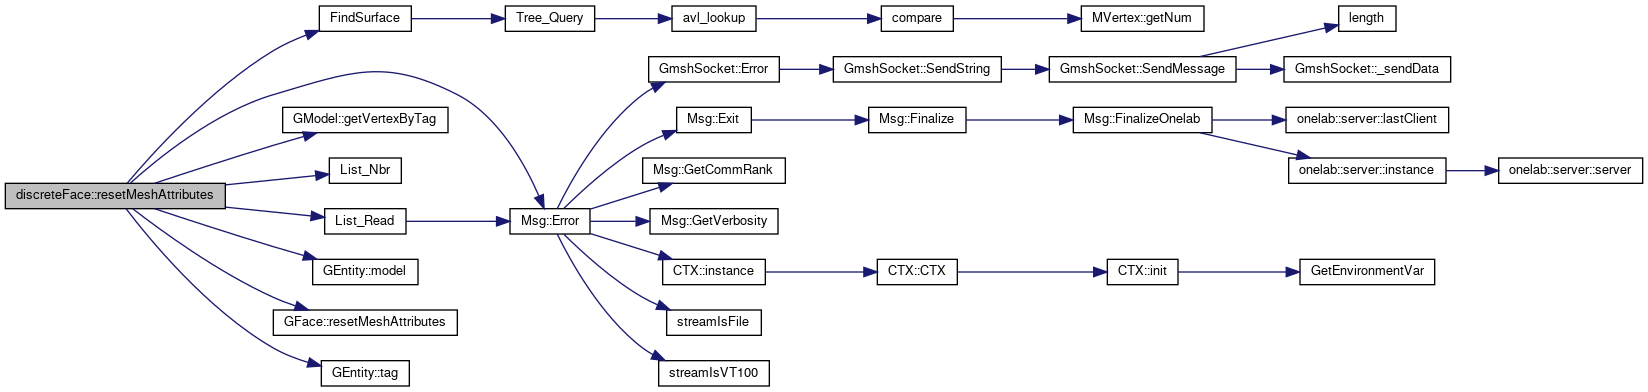 discreteFace::resetMeshAttributes
FindSurface
Tree_Query
avl_lookup
compare
MVertex::getNum
length
GmshSocket::Error
GmshSocket::SendString
GmshSocket::SendMessage
GmshSocket::_sendData
GModel::getVertexByTag
Msg::Exit
Msg::Finalize
Msg::FinalizeOnelab
onelab::server::lastClient
List_Nbr
Msg::GetCommRank
onelab::server::instance
onelab::server::server
List_Read
Msg::Error
Msg::GetVerbosity
GEntity::model
CTX::instance
CTX::CTX
CTX::init
GetEnvironmentVar
GFace::resetMeshAttributes
streamIsFile
GEntity::tag
streamIsVT100